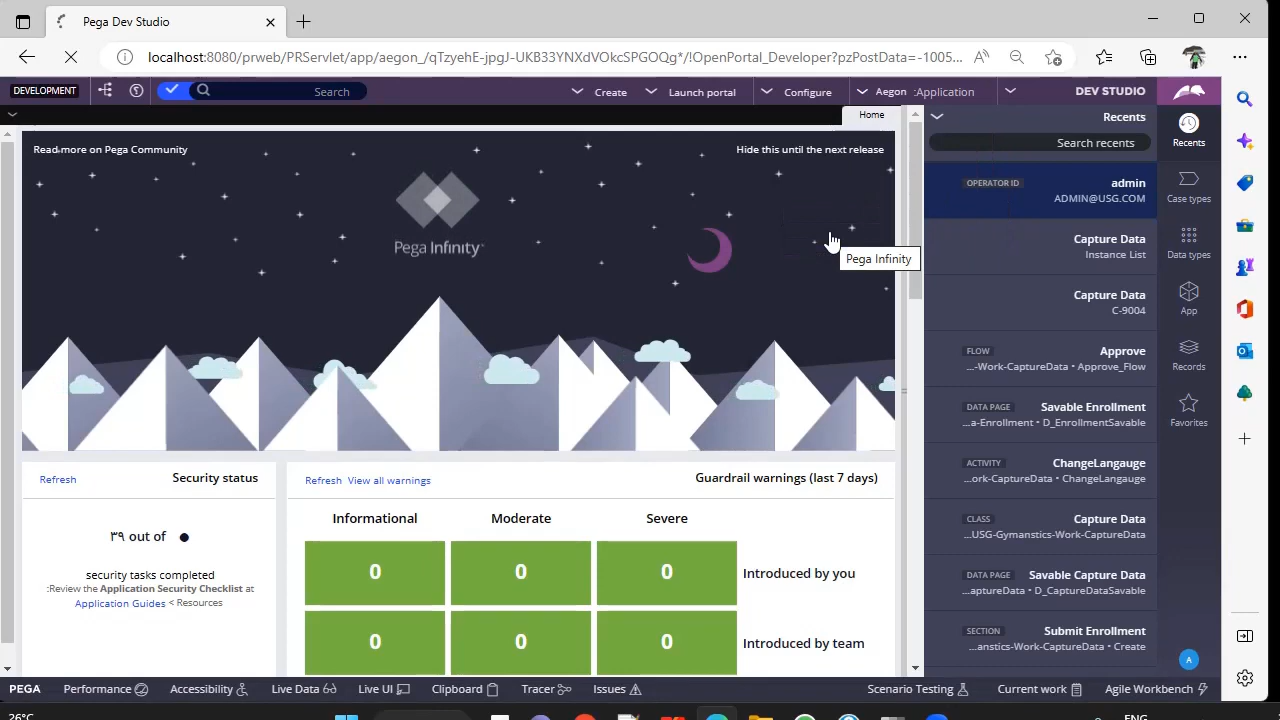 Pega Dev Studio
localhost:8080/prweb/PRServlet/app/aegon_/qTzyehE-jpgJ-UKB33YNXdVOkcSPGOQg*/!OpenPortal_Developer?pzPostData=-1005...
DEVELOPMENT
Search
Create
Launch portal
Configure
Aegon :Application
DEV STUDIO
Home
Read more on Pega Community
Hide this until the next release
Pega Infinity
Pega Infinity
Refresh
Security status
٣٩ out of ٠
security tasks completed
:Review the Application Security Checklist at
Application Guides < Resources
Refresh View all warnings
Guardrail warnings (last 7 days)
Informational
Moderate
Severe
0 0 0 Introduced by you
0 0 0 Introduced by team
Recents
Search recents
OPERATOR ID admin
ADMIN@USG.COM
Capture Data
Instance List
Capture Data
C-9004
FLOW Approve
...-Work-CaptureData • Approve_Flow
DATA PAGE Savable Enrollment
...a-Enrollment • D_EnrollmentSavable
ACTIVITY ChangeLangauge
...ork-CaptureData • ChangeLangauge
CLASS Capture Data
...USG-Gymanstics-Work-CaptureData
DATA PAGE Savable Capture Data
...aptureData • D_CaptureDataSavable
SECTION Submit Enrollment
...anstics-Work-CaptureData • Create
Recents
Case types
Data types
App
Records
Favorites
A
PEGA
Performance
Accessibility
Live Data
Live UI
Clipboard
Tracer
Issues
Scenario Testing
Current work
Agile Workbench
26°C
ENG